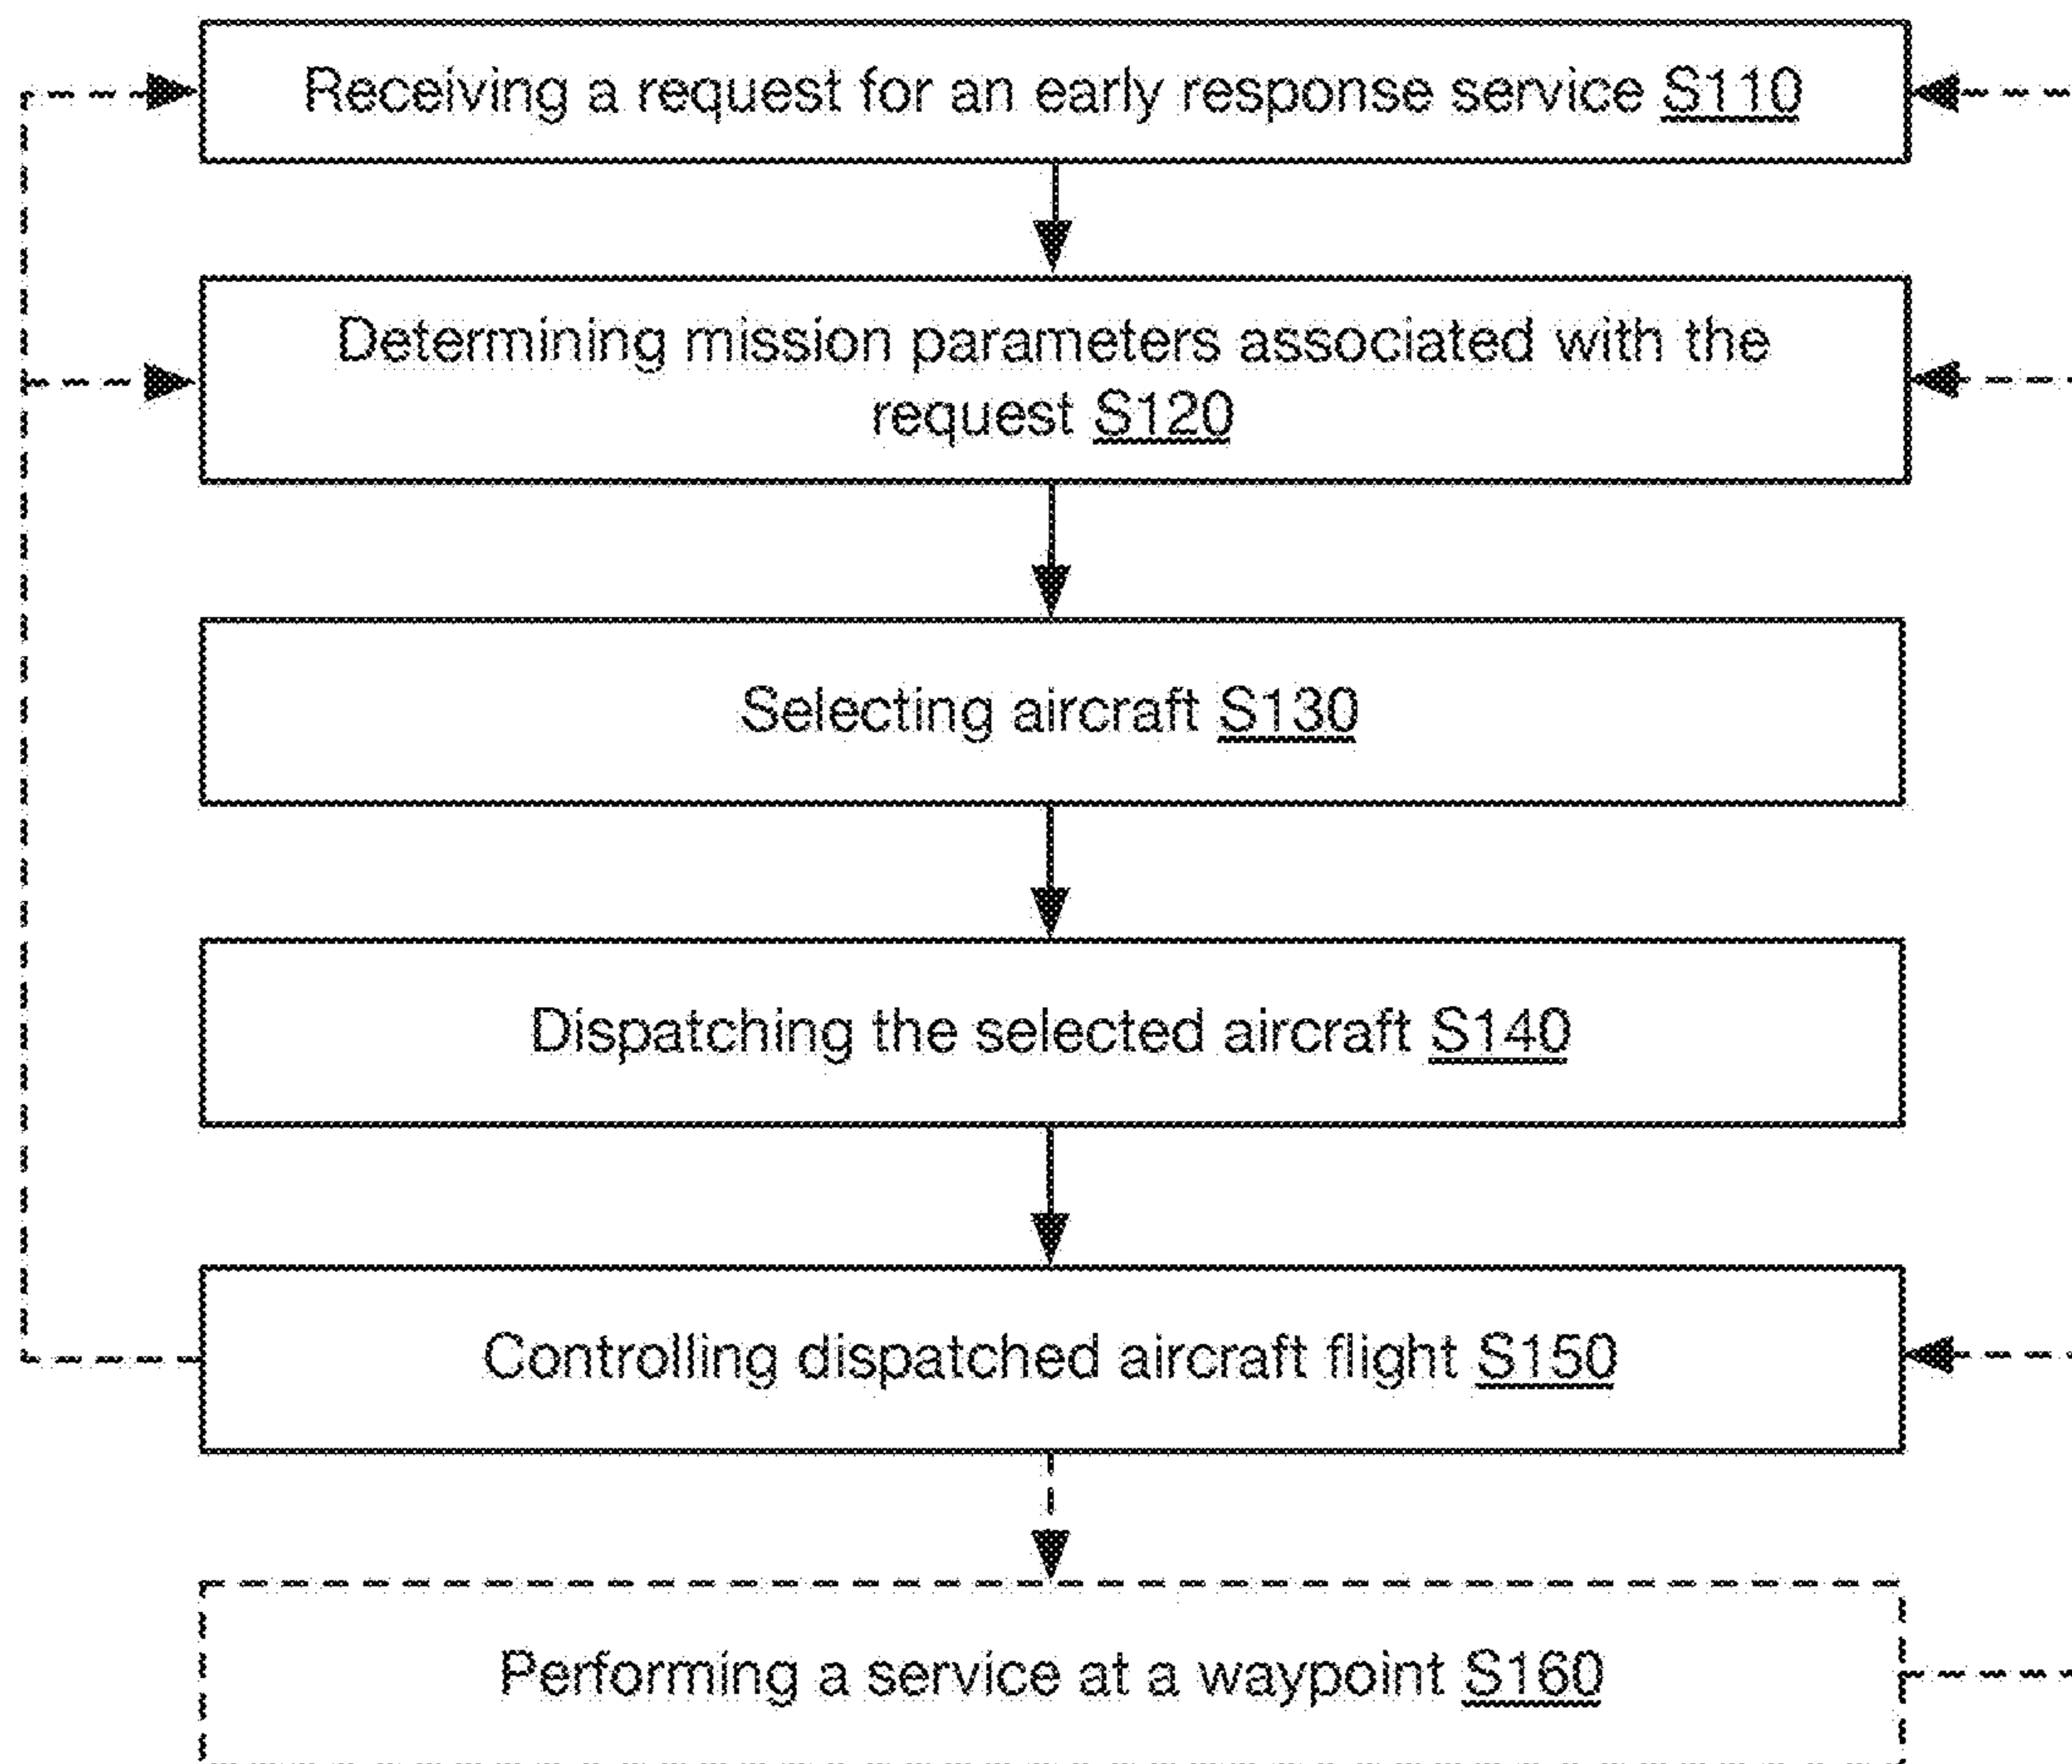 Receiving a request for an early response service S110
Determining mission parameters associated with the
request S120
Selecting aircraft S130
Dispatching the selected aircraft S140
Controlling dispatched aircraft flight S150
Performing a service at a waypoint S160